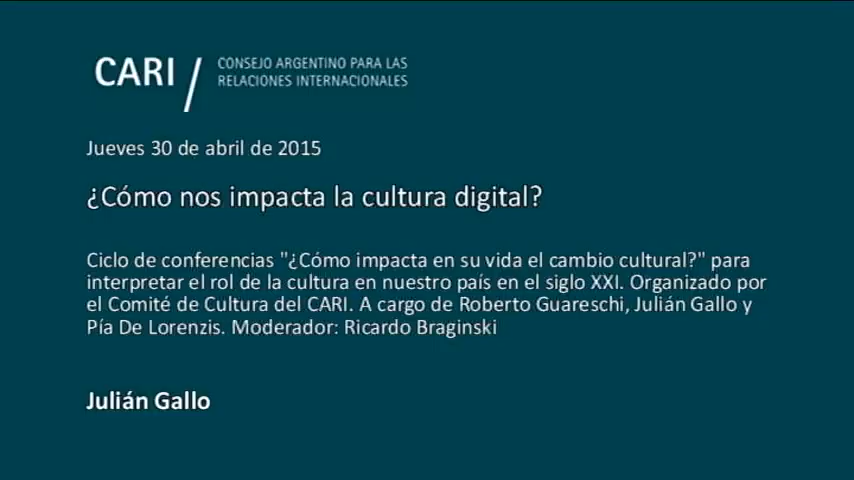 CARI / CONSEJO ARGENTINO PARA LAS
RELACIONES INTERNACIONALES
Jueves 30 de abril de 2015
¿Cómo nos impacta la cultura digital?
Ciclo de conferencias "¿Cómo impacta en su vida el cambio cultural?" para
interpretar el rol de la cultura en nuestro país en el siglo XXI. Organizado por
el Comité de Cultura del CARI. A cargo de Roberto Guareschi, Julián Gallo y
Pía De Lorenzis. Moderador: Ricardo Braginski
Julián Gallo